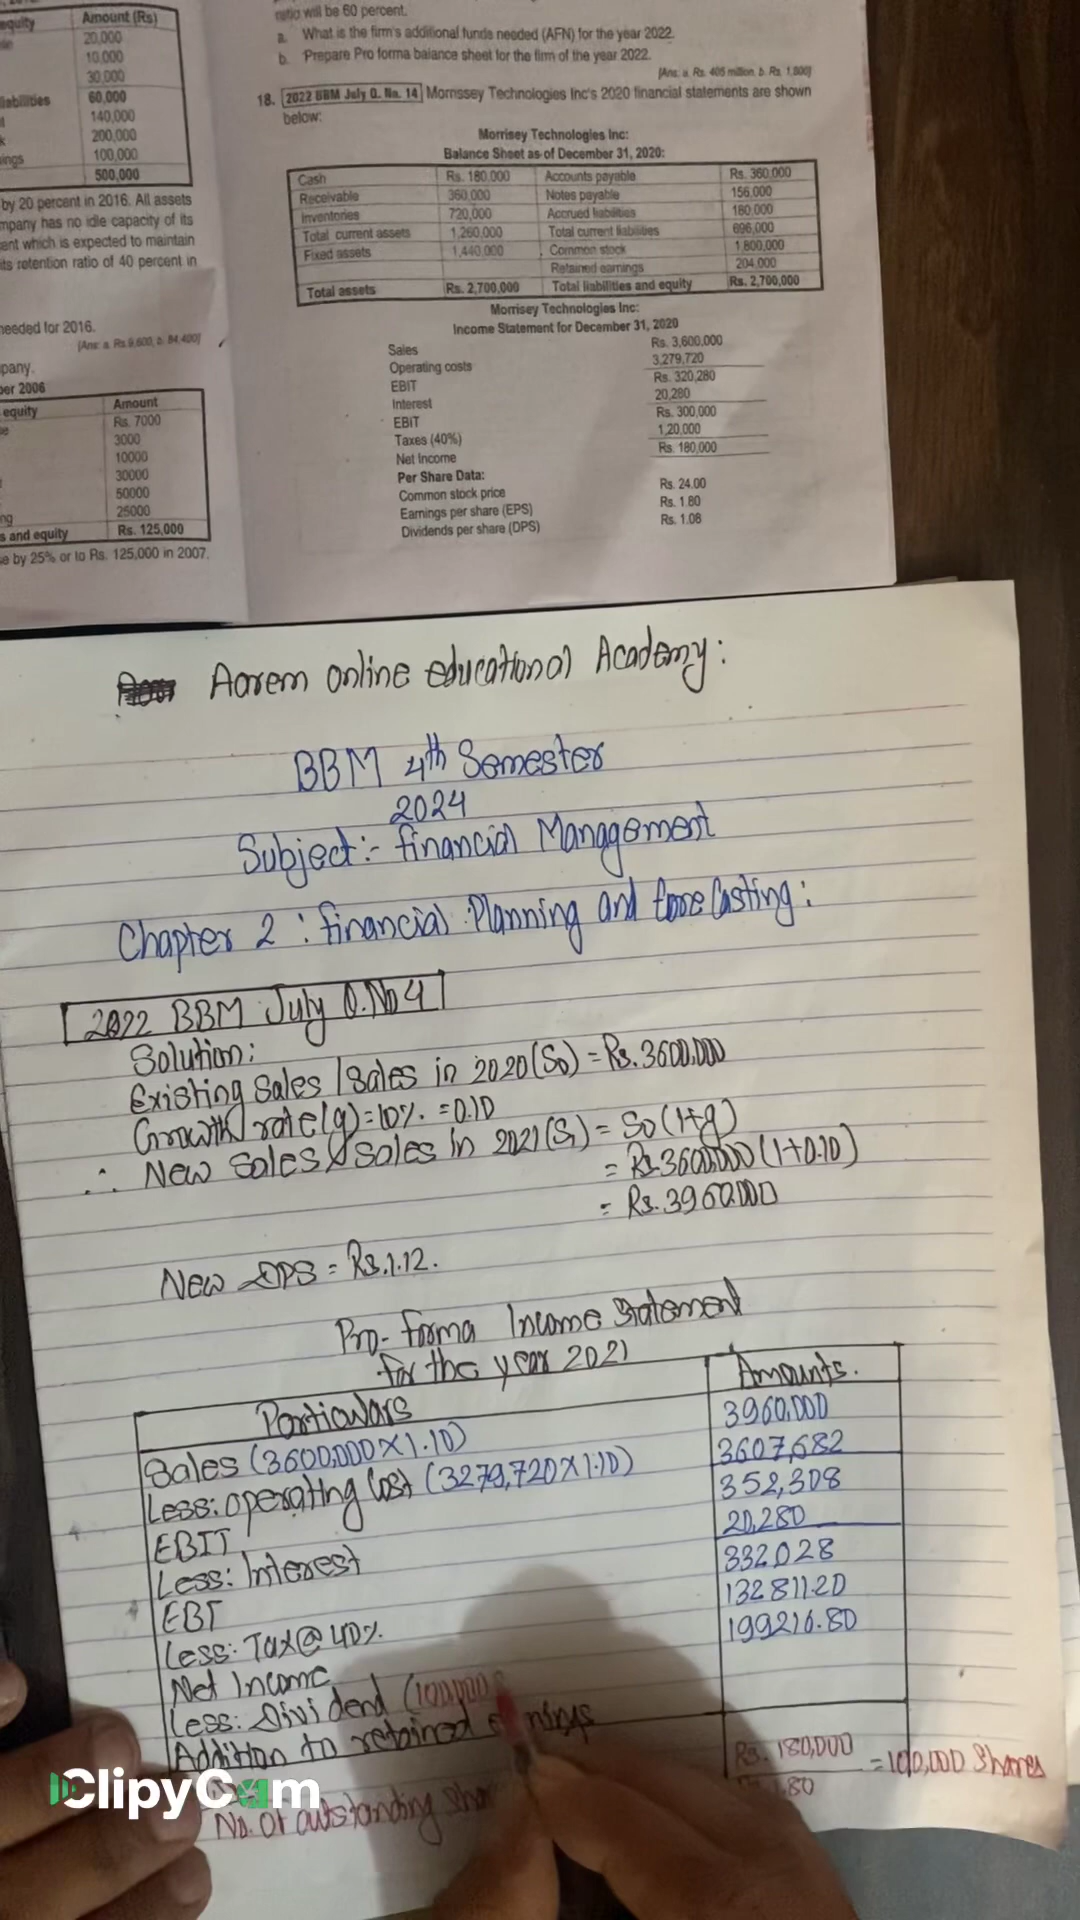 equity Amount (Rs)
20,000
10,000
30,000
liabilities 60,000
140,000
200,000
ings 100,000
500,000
by 20 percent in 2016. All assets
mpany has no idle capacity of its
ent which is expected to maintain
its retention ratio of 40 percent in
needed for 2016.
[Ans: a. Rs.9,600, b. 84,400]
pany.
ber 2006
equity Amount
Rs. 7000
3000
10000
30000
50000
ng 25000
s and equity Rs. 125,000
e by 25% or to Rs. 125,000 in 2007.
ratio will be 60 percent.
a. What is the firm's additional funds needed (AFN) for the year 2022.
b. Prepare Pro forma balance sheet for the firm of the year 2022.
[Ans: a. Rs. 405 million, b. Rs. 1,800]
18. 2022 BBM July Q. No. 14 Morrissey Technologies Inc's 2020 financial statements are shown
below:
Morrisey Technologies Inc:
Balance Sheet as of December 31, 2020:
Cash Rs. 180,000 Accounts payable Rs. 360,000
Receivable 360,000 Notes payable 156,000
Inventories 720,000 Accrued liabilities 180,000
Total current assets 1,260,000 Total current liabilities 696,000
Fixed assets 1,440,000 Common stock 1,800,000
Retained earnings 204,000
Total assets Rs. 2,700,000 Total liabilities and equity Rs. 2,700,000
Morrisey Technologies Inc:
Income Statement for December 31, 2020
Sales Rs. 3,600,000
Operating costs 3,279,720
EBIT Rs. 320,280
Interest 20,280
EBIT Rs. 300,000
Taxes (40%) 1,20,000
Net Income Rs. 180,000
Per Share Data:
Common stock price Rs. 24.00
Earnings per share (EPS) Rs. 1.80
Dividends per share (DPS) Rs. 1.08
Aarem online educational Academy:
BBM 4th Semester
2024
Subject:- financial Management
Chapter 2 : financial Planning and forecasting:
2022 BBM July Q.No 4
Solution:
Existing sales / sales in 2020 (S0) = Rs. 3600,000
Growth rate (g) = 10% = 0.10
∴ New sales / sales in 2021 (S1) = S0 (1+g)
= Rs. 3600,000 (1+0.10)
= Rs. 3960,000
New DPS = Rs. 1.12.
Pro-forma Income Statement
for the year 2021
Particulars Amounts.
Sales (3600,000 X 1.10) 3960,000
Less: operating Cost (3279,720 X 1.10) 3607,682
EBIT 352,308
Less: Interest 20,280
EBT 332028
Less: Tax @ 40% 132811.20
Net Income 199216.80
Less: Dividend (100,000
Addition to retained earnings
No. of outstanding Rs. 180,000 = 100,000 Shares
ClipyCam